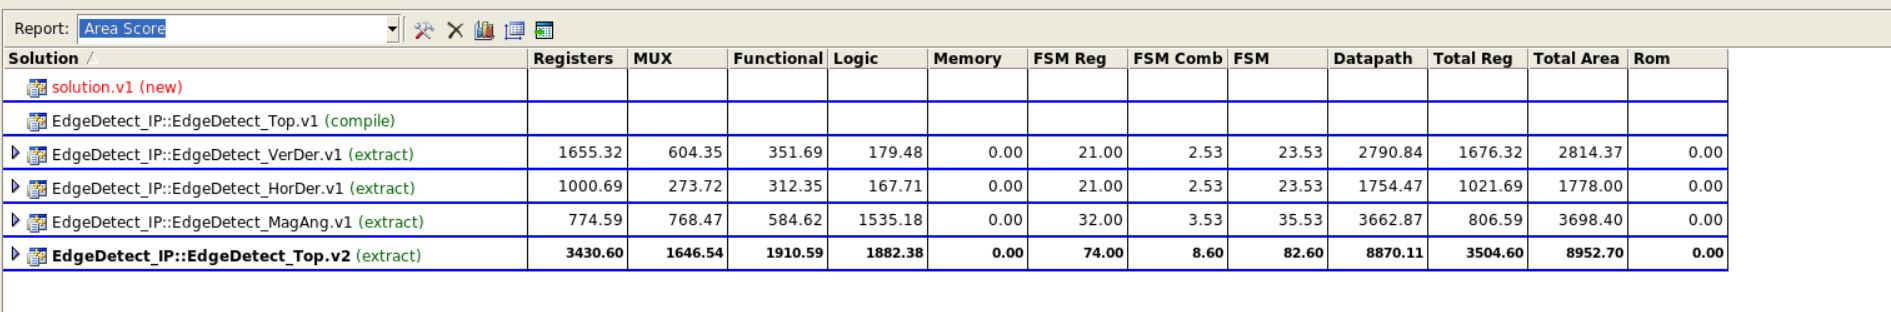 Report: Area Score
Solution Registers MUX Functional Logic Memory FSM Reg FSM Comb FSM Datapath Total Reg Total Area Rom
solution.v1 (new)
EdgeDetect_IP::EdgeDetect_Top.v1 (compile)
EdgeDetect_IP::EdgeDetect_VerDer.v1 (extract) 1655.32 604.35 351.69 179.48 0.00 21.00 2.53 23.53 2790.84 1676.32 2814.37 0.00
EdgeDetect_IP::EdgeDetect_HorDer.v1 (extract) 1000.69 273.72 312.35 167.71 0.00 21.00 2.53 23.53 1754.47 1021.69 1778.00 0.00
EdgeDetect_IP::EdgeDetect_MagAng.v1 (extract) 774.59 768.47 584.62 1535.18 0.00 32.00 3.53 35.53 3662.87 806.59 3698.40 0.00
EdgeDetect_IP::EdgeDetect_Top.v2 (extract) 3430.60 1646.54 1910.59 1882.38 0.00 74.00 8.60 82.60 8870.11 3504.60 8952.70 0.00